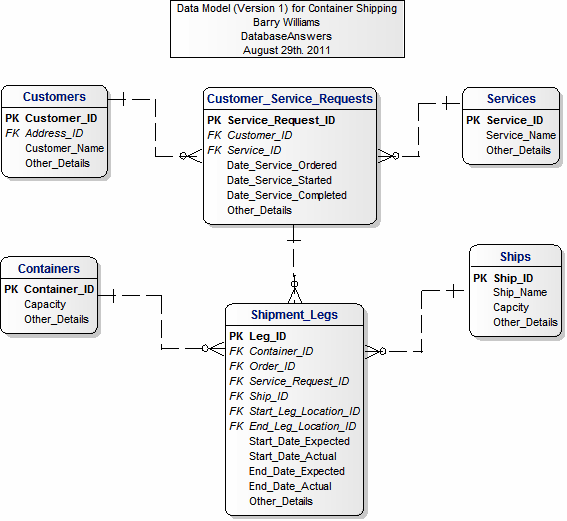 Data Model (Version 1) for Container Shipping
Barry Williams
DatabaseAnswers
August 29th. 2011
Customers
PK Customer_ID
FK Address_ID
Customer_Name
Other_Details
Customer_Service_Requests
PK Service_Request_ID
FK Customer_ID
FK Service_ID
Date_Service_Ordered
Date_Service_Started
Date_Service_Completed
Other_Details
Services
PK Service_ID
Service_Name
Other_Details
Containers
PK Container_ID
Capacity
Other_Details
Ships
PK Ship_ID
Ship_Name
Capcity
Other_Details
Shipment_Legs
PK Leg_ID
FK Container_ID
FK Order_ID
FK Service_Request_ID
FK Ship_ID
FK Start_Leg_Location_ID
FK End_Leg_Location_ID
Start_Date_Expected
Start_Date_Actual
End_Date_Expected
End_Date_Actual
Other_Details